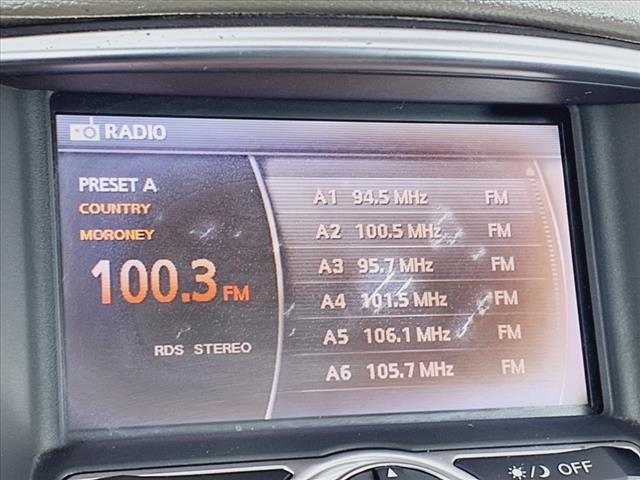 RADIO
PRESET A
COUNTRY
MORONEY
100.3 FM
RDS STEREO
A1 94.5 MHz FM
A2 100.5 MHz FM
A3 95.7 MHz FM
A4 101.5 MHz FM
A5 106.1 MHz FM
A6 105.7 MHz FM
/ OFF